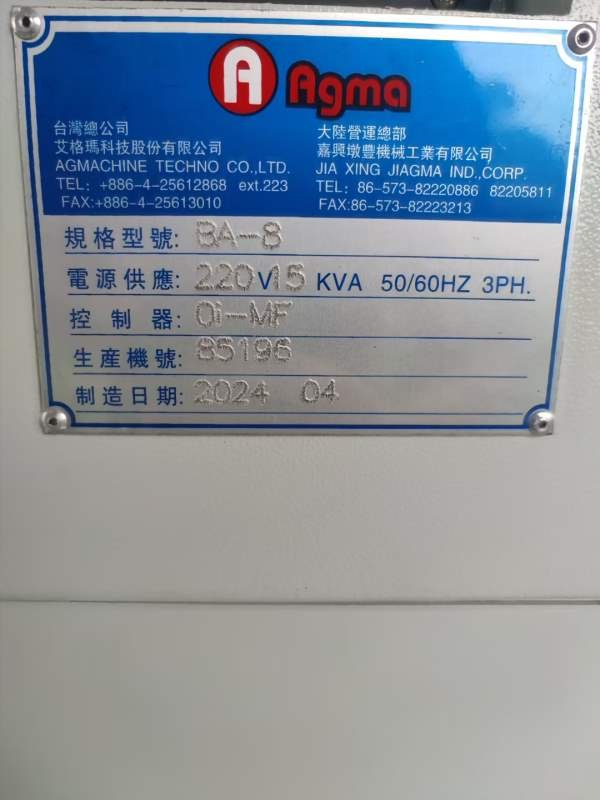 A Agma
台灣總公司
艾格瑪科技股份有限公司
AGMACHINE TECHNO CO.,LTD.
TEL: +886-4-25612868 ext.223
FAX:+886-4-25613010
大陸營運總部
嘉興墩豐機械工業有限公司
JIA XING JIAGMA IND.,CORP.
TEL: 86-573-82220886 82205811
FAX:86-573-82223213
規格型號: BA-8
電源供應: 220 V 15 KVA 50/60HZ 3PH.
控制器: Oi-MF
生產機號: 85196
制造日期: 2024 04